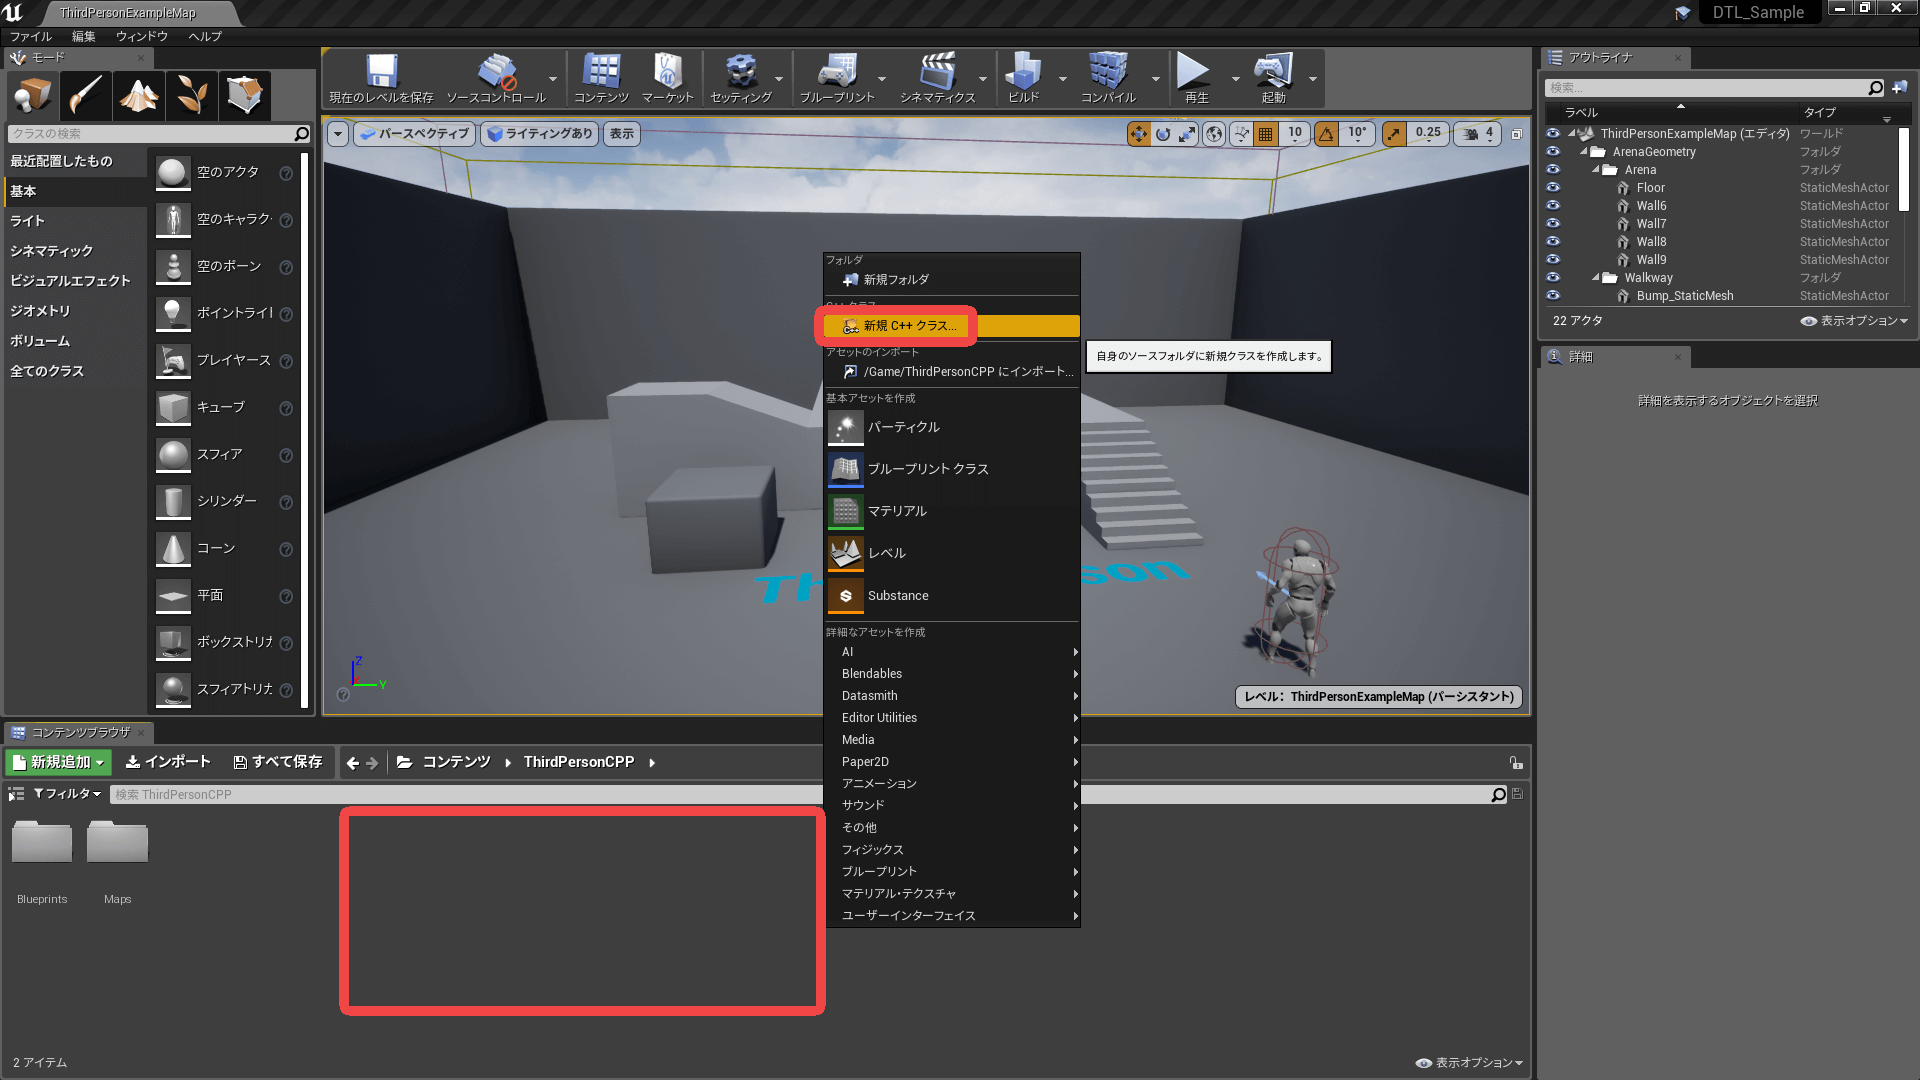 ThirdPersonExampleMap
DTL_Sample
ファイル
編集
ウィンドウ
ヘルプ
モード
クラスの検索
最近配置したもの
基本
ライト
シネマティック
ビジュアルエフェクト
ジオメトリ
ボリューム
全てのクラス
空のアクタ
空のキャラク
空のポーン
ポイントライト
プレイヤース
キューブ
スフィア
シリンダー
コーン
平面
ボックストリガ
スフィアトリガ
現在のレベルを保存
ソースコントロール
コンテンツ
マーケット
セッティング
ブループリント
シネマティクス
ビルド
コンパイル
再生
起動
パースペクティブ
ライティングあり
表示
10
10°
0.25
4
Z
Y
レベル: ThirdPersonExampleMap (パーシスタント)
フォルダ
新規フォルダ
C++ クラス
新規 C++ クラス...
アセットのインポート
/Game/ThirdPersonCPP にインポート...
基本アセットを作成
パーティクル
ブループリント クラス
マテリアル
レベル
Substance
詳細なアセットを作成
AI
Blendables
Datasmith
Editor Utilities
Media
Paper2D
アニメーション
サウンド
その他
フィジックス
ブループリント
マテリアル・テクスチャ
ユーザーインターフェイス
自身のソースフォルダに新規クラスを作成します。
アウトライナ
検索...
ラベル
タイプ
ThirdPersonExampleMap (エディタ) ワールド
ArenaGeometry フォルダ
Arena フォルダ
Floor StaticMeshActor
Wall6 StaticMeshActor
Wall7 StaticMeshActor
Wall8 StaticMeshActor
Wall9 StaticMeshActor
Walkway フォルダ
Bump_StaticMesh StaticMeshActor
22 アクタ
表示オプション
詳細
詳細を表示するオブジェクトを選択
コンテンツブラウザ
新規追加
インポート
すべて保存
コンテンツ
ThirdPersonCPP
フィルタ
検索 ThirdPersonCPP
Blueprints
Maps
2 アイテム
表示オプション